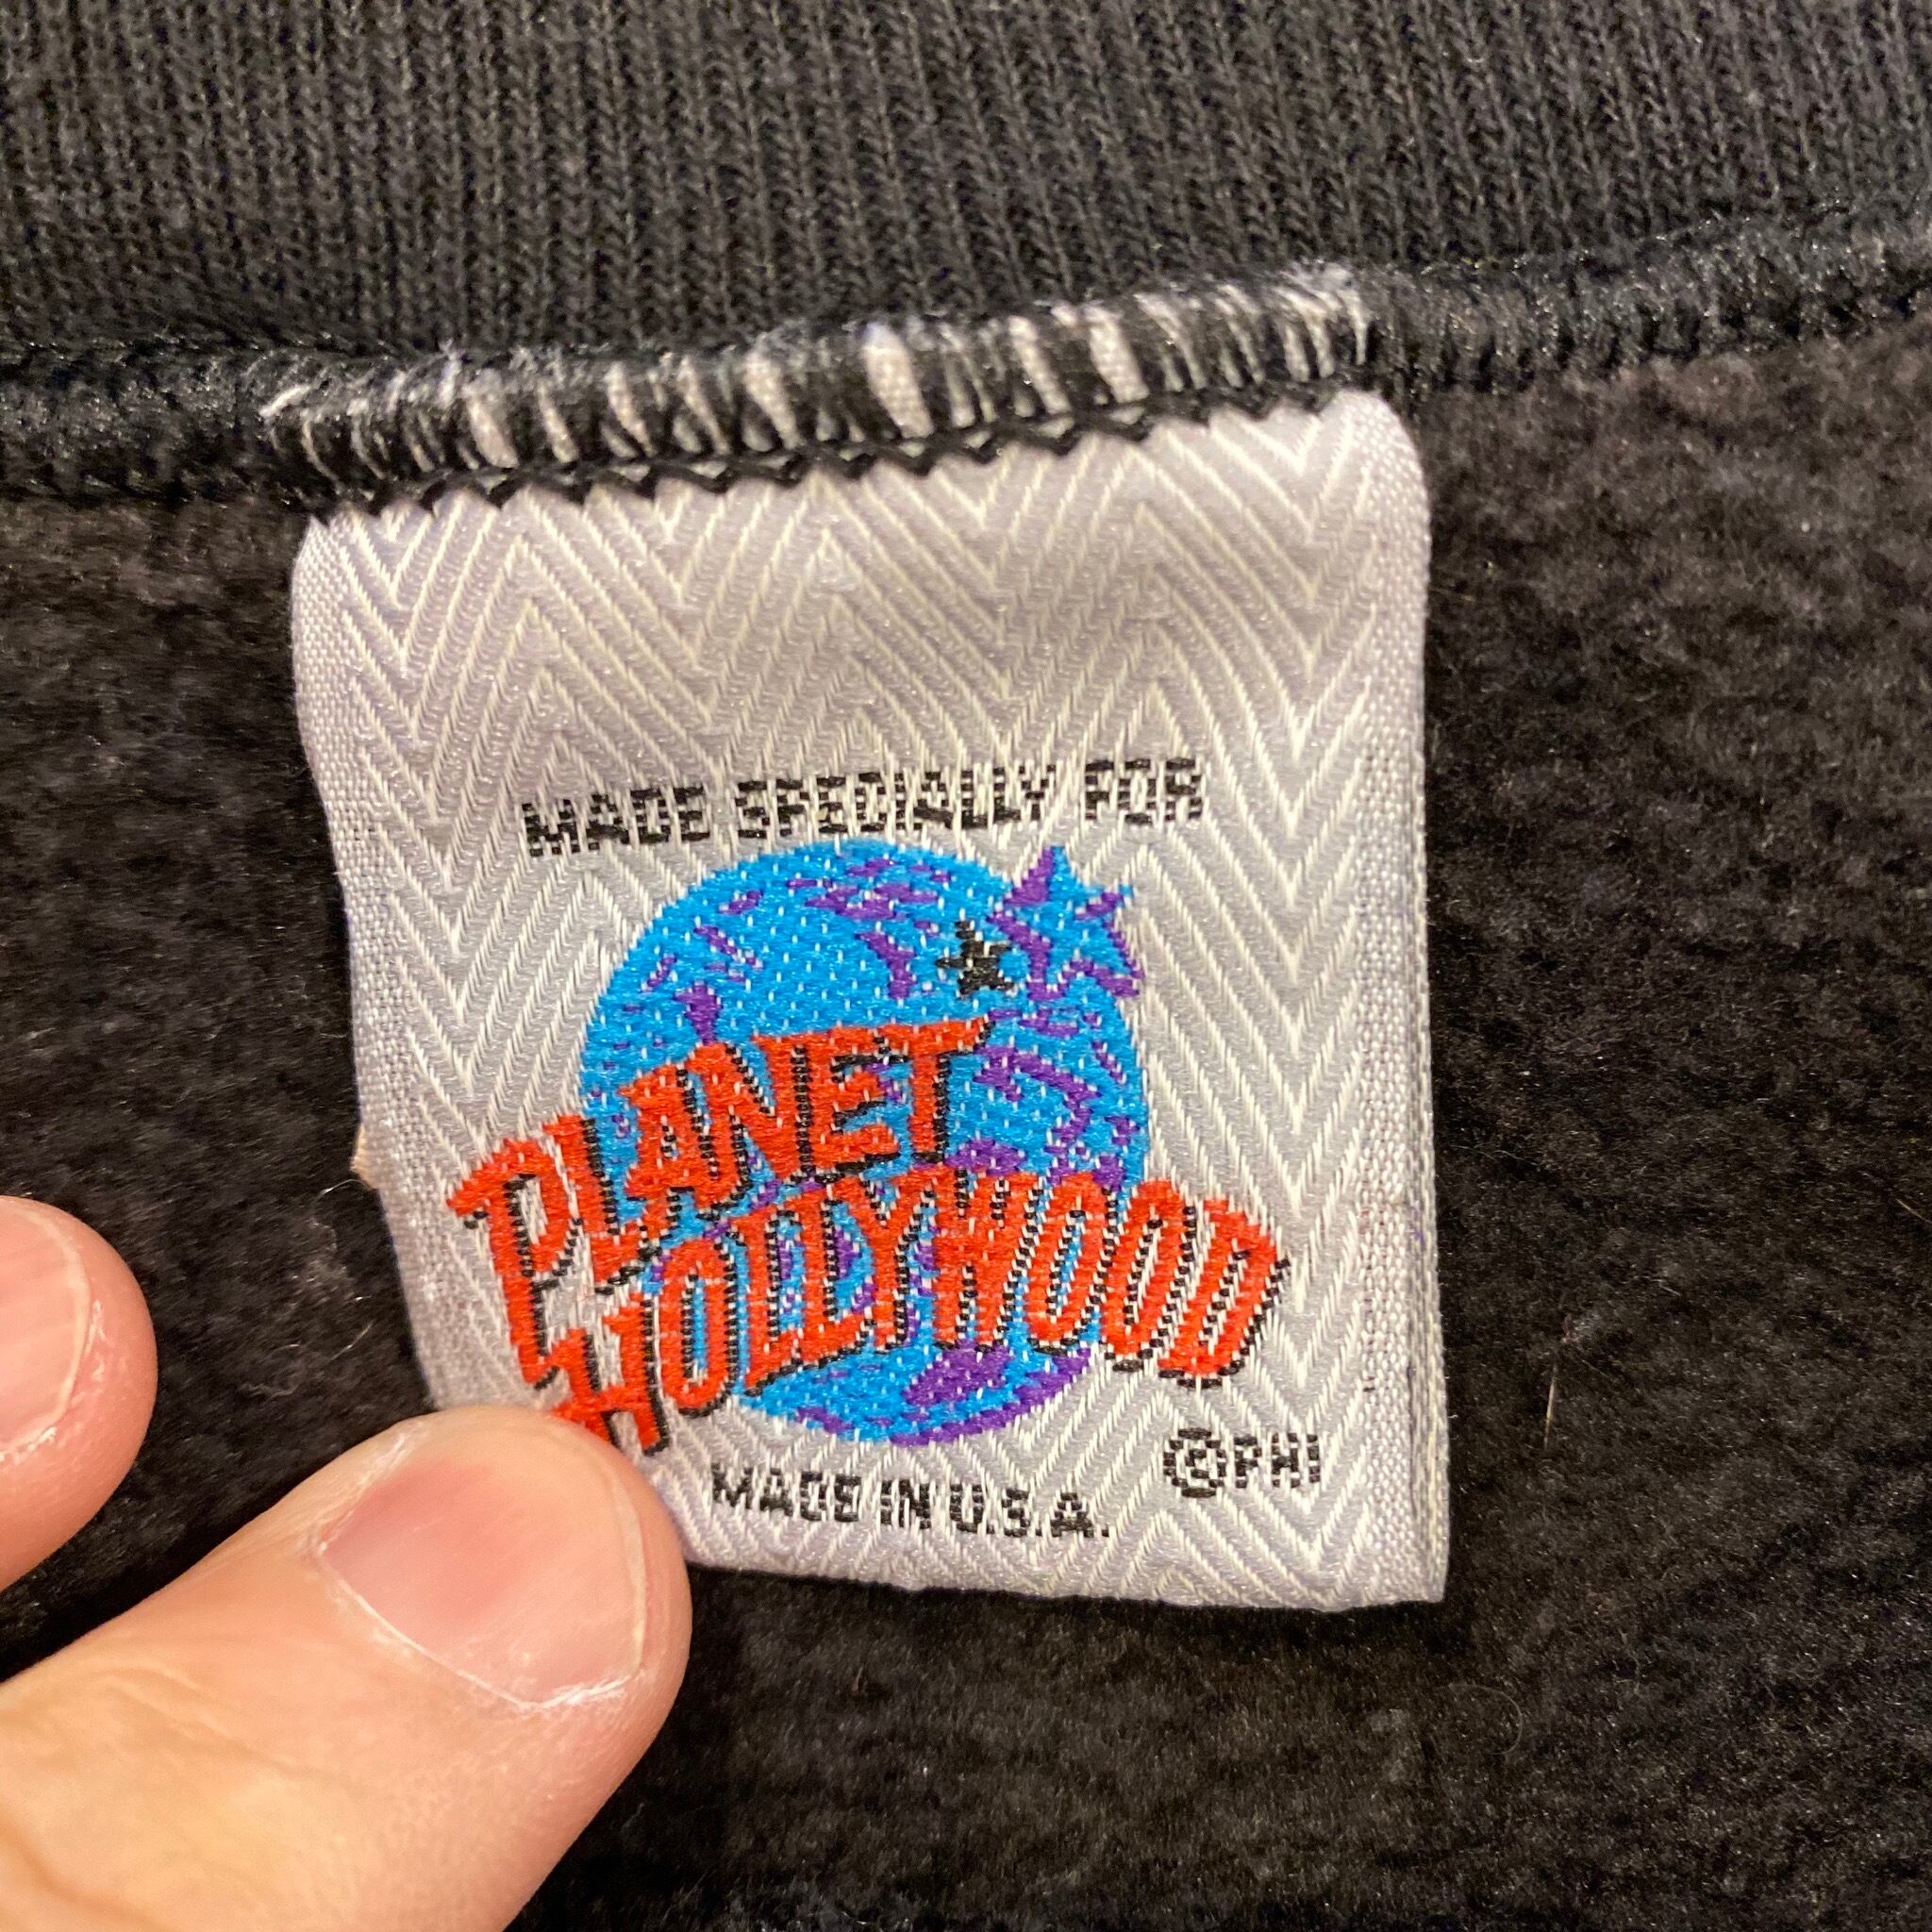 MADE SPECIALLY FOR
PLANET
HOLLYWOOD
©PHI
MADE IN U.S.A.